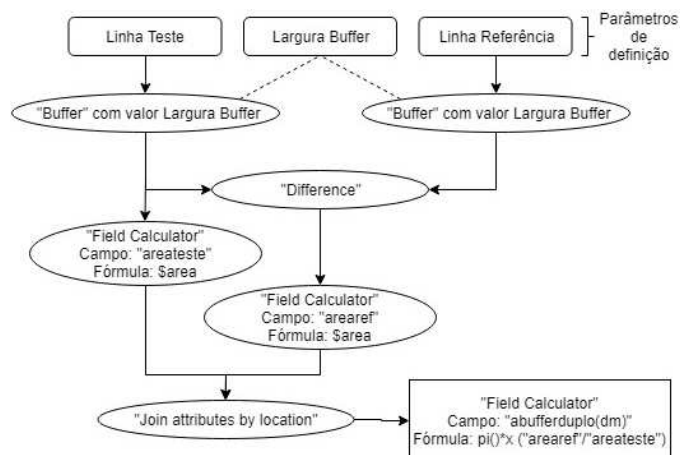 Linha Teste
Largura Buffer
Linha Referência
Parâmetros
de
definição
"Buffer" com valor Largura Buffer
"Buffer" com valor Largura Buffer
"Difference"
"Field Calculator"
Campo: "areateste"
Fórmula: $area
"Field Calculator"
Campo: "arearef"
Fórmula: $area
"Join attributes by location"
"Field Calculator"
Campo: "abufferduplo(dm)"
Fórmula: pi()*x ("arearef"/"areateste")